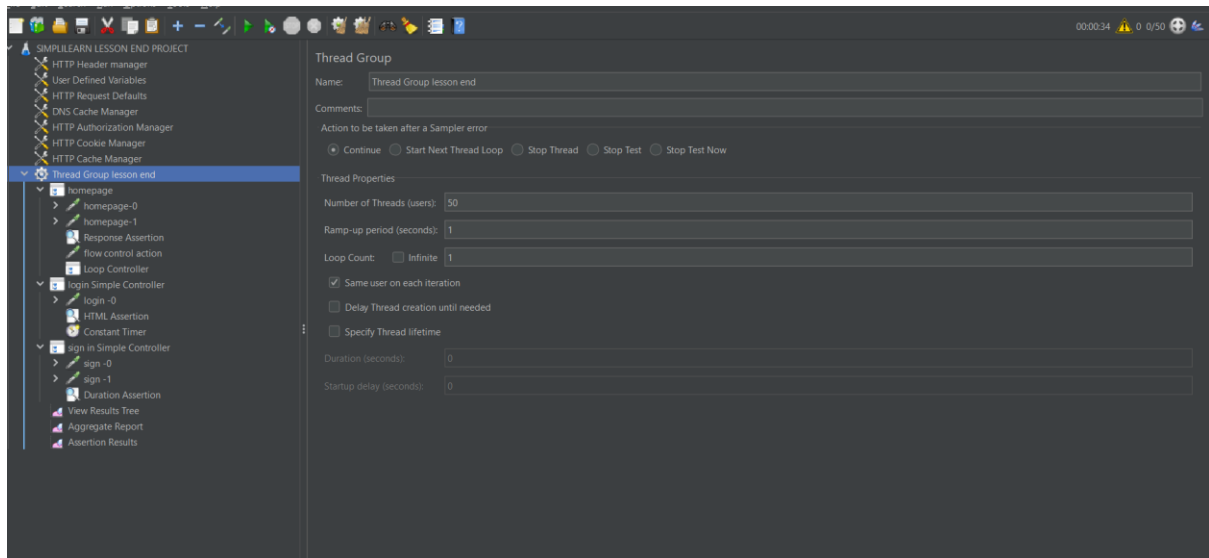 00:00:34 0 0/50
SIMPLILEARN LESSON END PROJECT
HTTP Header manager
User Defined Variables
HTTP Request Defaults
DNS Cache Manager
HTTP Authorization Manager
HTTP Cookie Manager
HTTP Cache Manager
Thread Group lesson end
homepage
homepage-0
homepage-1
Response Assertion
flow control action
Loop Controller
login Simple Controller
login -0
HTML Assertion
Constant Timer
sign in Simple Controller
sign -0
sign -1
Duration Assertion
View Results Tree
Aggregate Report
Assertion Results
Thread Group
Name: Thread Group lesson end
Comments:
Action to be taken after a Sampler error
Continue Start Next Thread Loop Stop Thread Stop Test Stop Test Now
Thread Properties
Number of Threads (users): 50
Ramp-up period (seconds): 1
Loop Count: Infinite 1
Same user on each iteration
Delay Thread creation until needed
Specify Thread lifetime
Duration (seconds): 0
Startup delay (seconds): 0